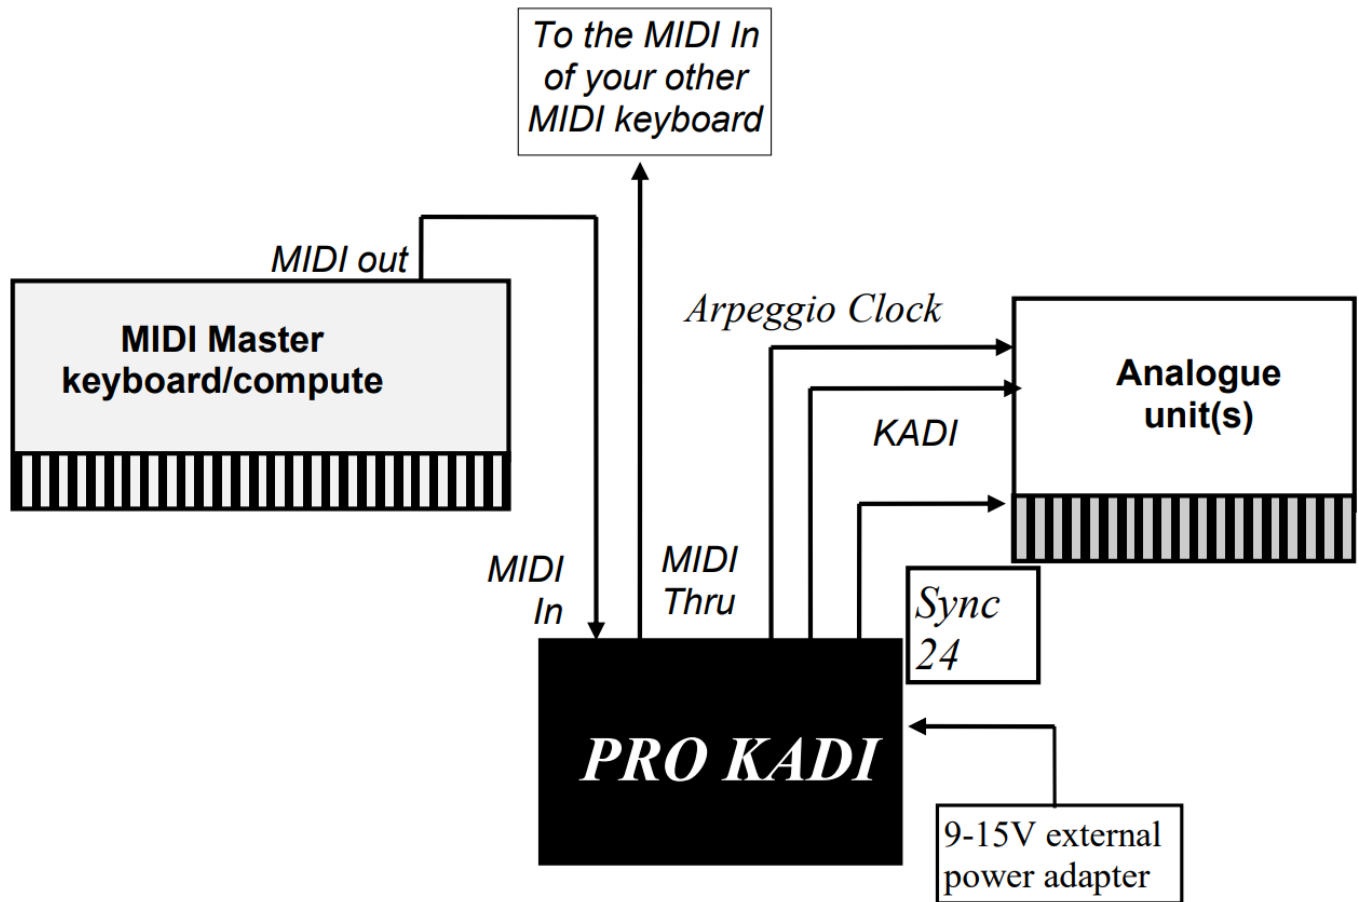 To the MIDI In
of your other
MIDI keyboard
MIDI out
MIDI Master
keyboard/compute
Arpeggio Clock
Analogue
unit(s)
KADI
MIDI
In
MIDI
Thru
Sync
24
PRO KADI
9-15V external
power adapter